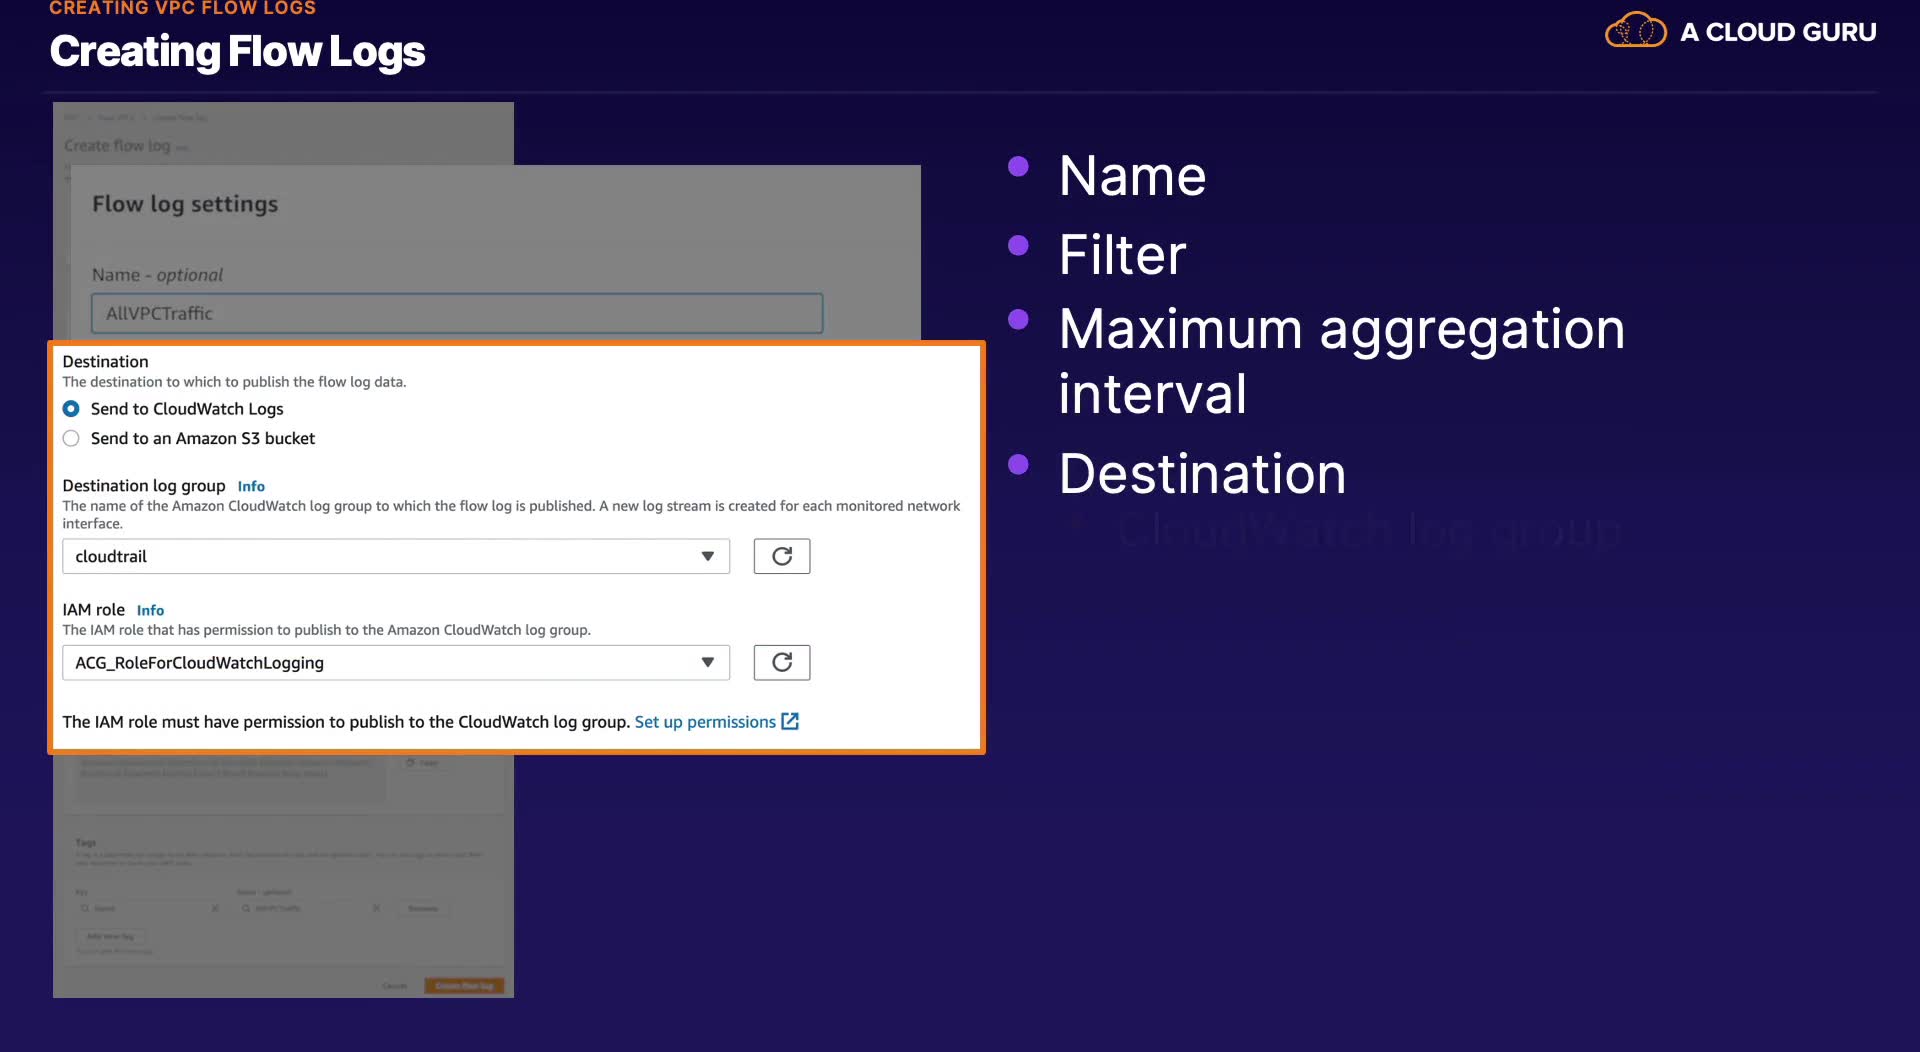 CREATING VPC FLOW LOGS
Creating Flow Logs
A CLOUD GURU
Create flow log
Flow log settings
Name - optional
AllVPCTraffic
Destination
The destination to which to publish the flow log data.
Send to CloudWatch Logs
Send to an Amazon S3 bucket
Destination log group Info
The name of the Amazon CloudWatch log group to which the flow log is published. A new log stream is created for each monitored network
interface.
cloudtrail
IAM role Info
The IAM role that has permission to publish to the Amazon CloudWatch log group.
ACG_RoleForCloudWatchLogging
The IAM role must have permission to publish to the CloudWatch log group. Set up permissions
Tags
Cancel
Create flow log
Name
Filter
Maximum aggregation
interval
Destination
CloudWatch log group